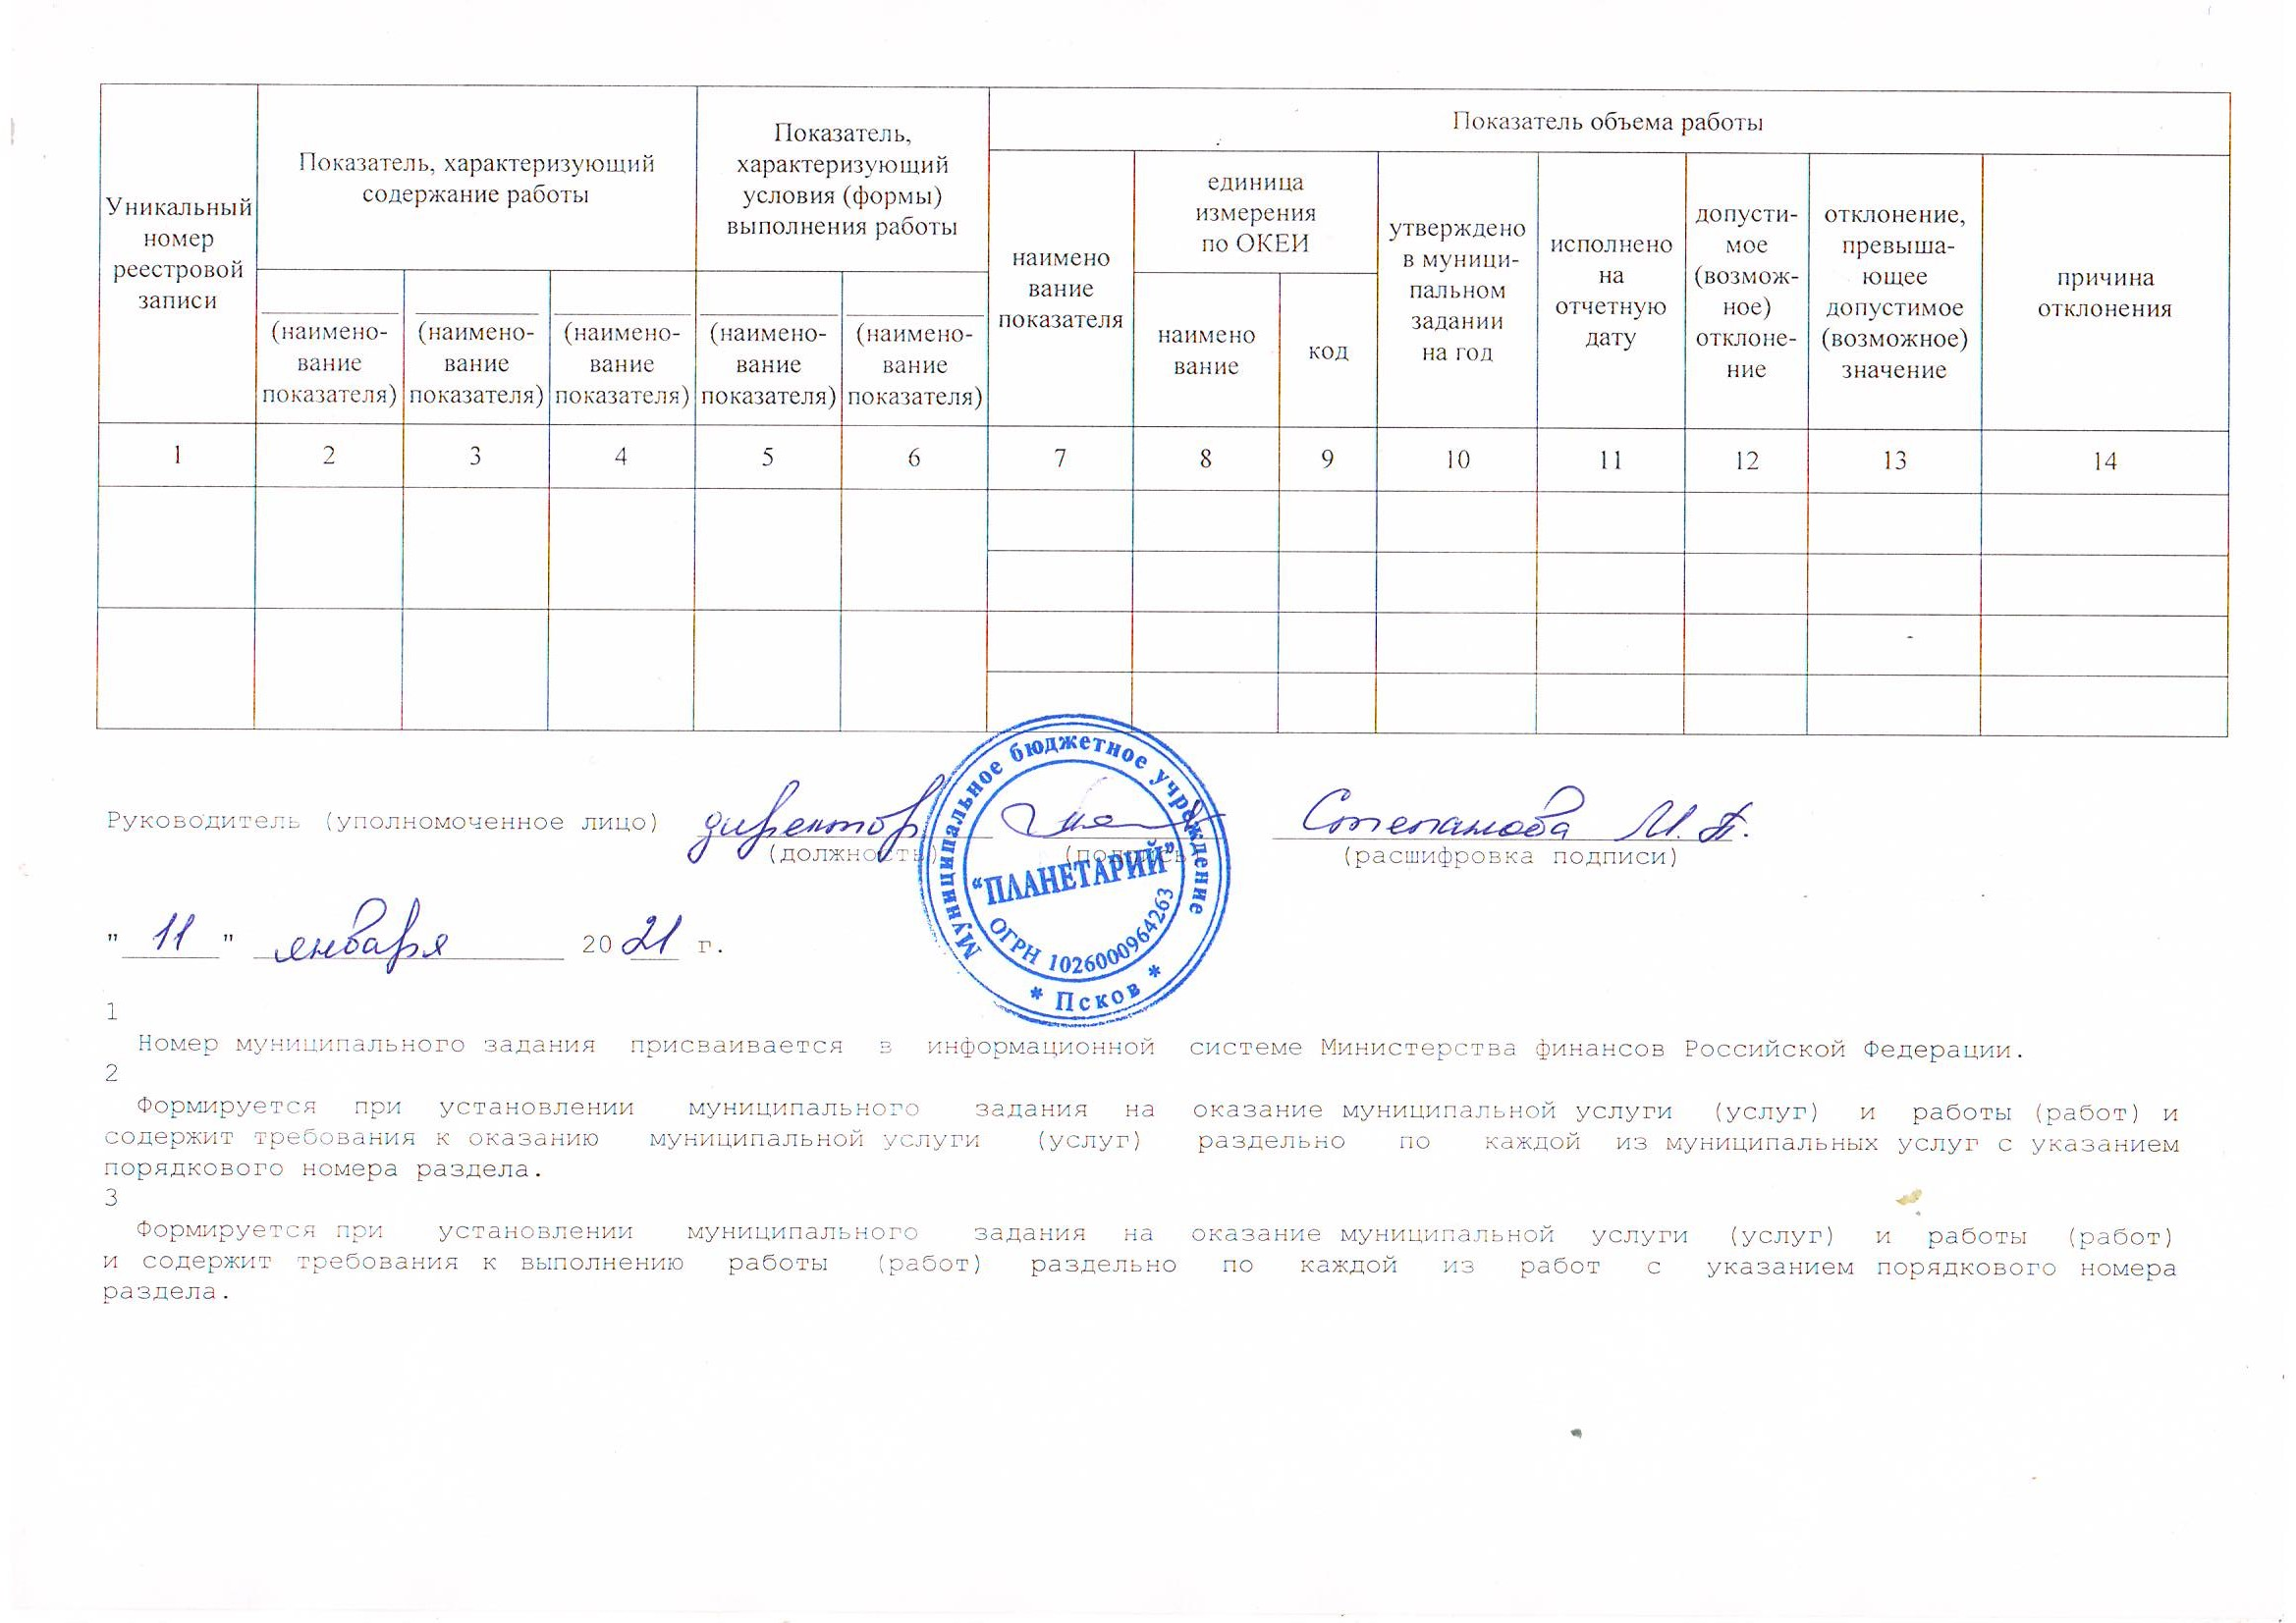 Уникальный
номер
реестровой
записи
Показатель, характеризующий
содержание работы
Показатель,
характеризующий
условия (формы)
выполнения работы
Показатель объема работы
наимено
вание
показателя
единица
измерения
по ОКЕИ
утверждено
в муници-
пальном
задании
на год
исполнено
на
отчетную
дату
допусти-
мое
(возмож-
ное)
отклоне-
ние
отклонение,
превыша-
ющее
допустимое
(возможное)
значение
причина
отклонения
(наимено-
вание
показателя)
(наимено-
вание
показателя)
(наимено-
вание
показателя)
(наимено-
вание
показателя)
(наимено-
вание
показателя)
наимено
вание
код
1 2 3 4 5 6 7 8 9 10 11 12 13 14
-
Руководитель (уполномоченное лицо) директор Степанова М.П.
(должность) (подпись) (расшифровка подписи)
Муниципальное бюджетное учреждение
"ПЛАНЕТАРИЙ"
ОГРН 1026000964263
* Псков *
" 11 " января 20 21 г.
1
Номер муниципального задания присваивается в информационной системе Министерства финансов Российской Федерации.
2
Формируется при установлении муниципального задания на оказание муниципальной услуги (услуг) и работы (работ) и
содержит требования к оказанию муниципальной услуги (услуг) раздельно по каждой из муниципальных услуг с указанием
порядкового номера раздела.
3
Формируется при установлении муниципального задания на оказание муниципальной услуги (услуг) и работы (работ)
и содержит требования к выполнению работы (работ) раздельно по каждой из работ с указанием порядкового номера
раздела.